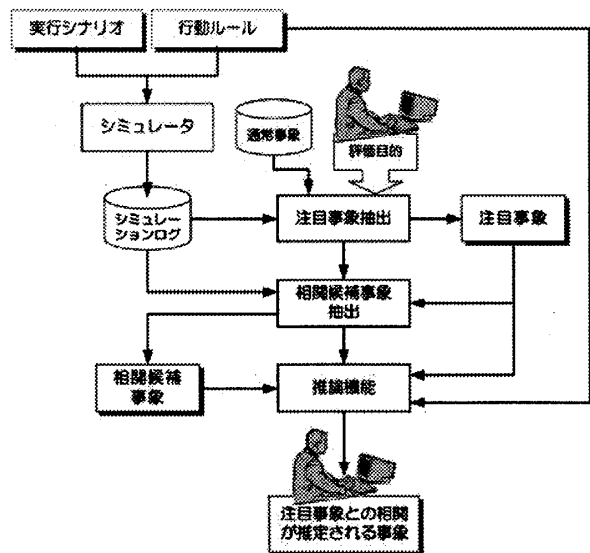 実行シナリオ
行動ルール
シミュレータ
通常事象
評価目的
シミュレー
ションログ
注目事象抽出
注目事象
相関候補事象
抽出
相関候補
事象
推論機能
注目事象との相関
が推定される事象